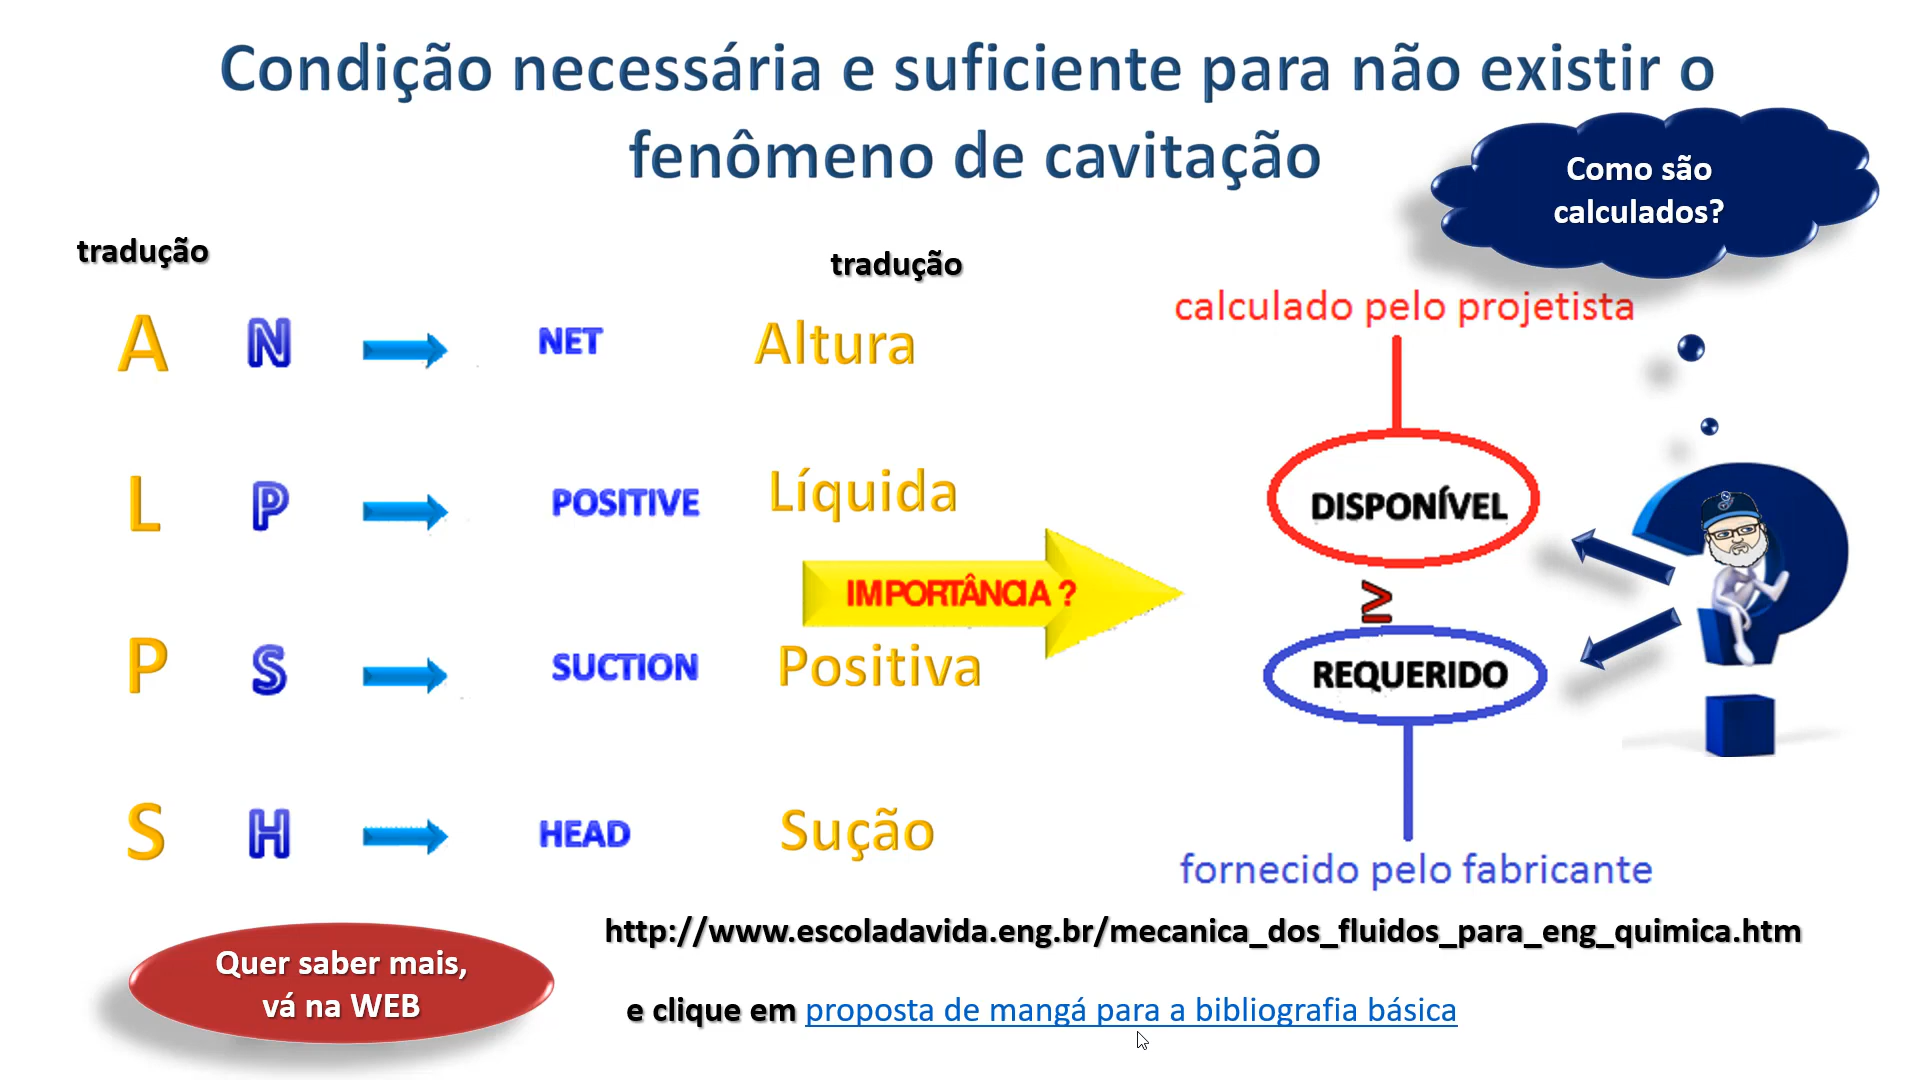 Condição necessária e suficiente para não existir o
fenômeno de cavitação
Como são
calculados?
tradução
tradução
calculado pelo projetista
A N NET Altura
L P POSITIVE Líquida
DISPONÍVEL
IMPORTÂNCIA ?
≥
P S SUCTION Positiva
REQUERIDO
S H HEAD Sução
fornecido pelo fabricante
http://www.escoladavida.eng.br/mecanica_dos_fluidos_para_eng_quimica.htm
Quer saber mais,
vá na WEB
e clique em proposta de mangá para a bibliografia básica